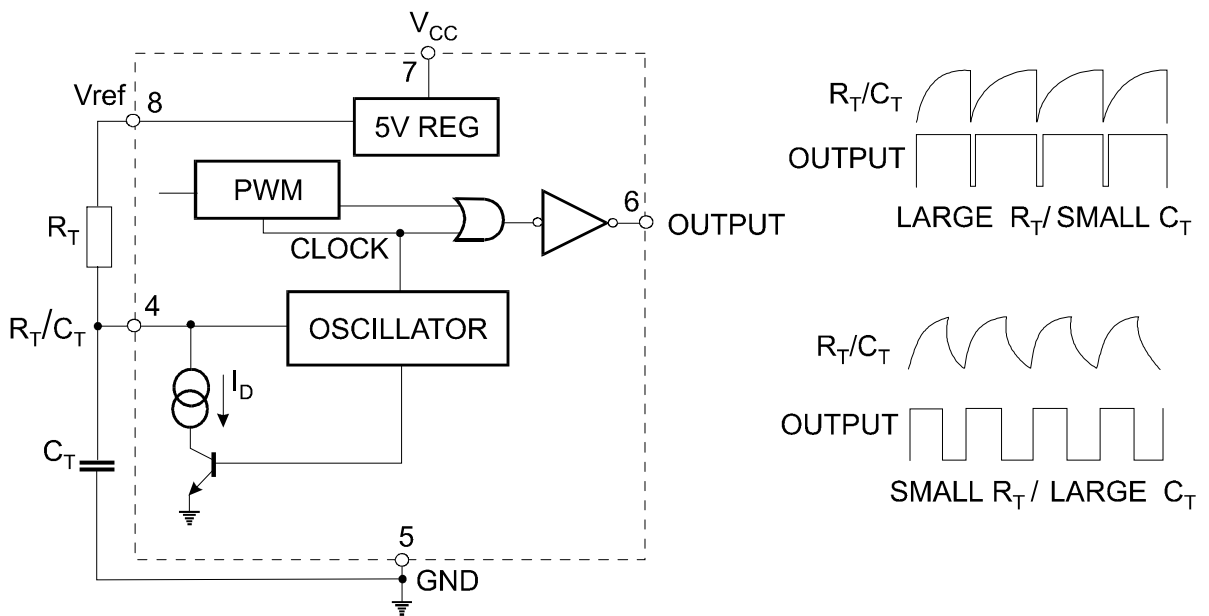 VCC
7
Vref
8
5V REG
PWM
6
OUTPUT
CLOCK
RT
4
RT/CT
OSCILLATOR
ID
CT
5
GND
RT/CT
OUTPUT
LARGE RT/ SMALL CT
RT/CT
OUTPUT
SMALL RT / LARGE CT